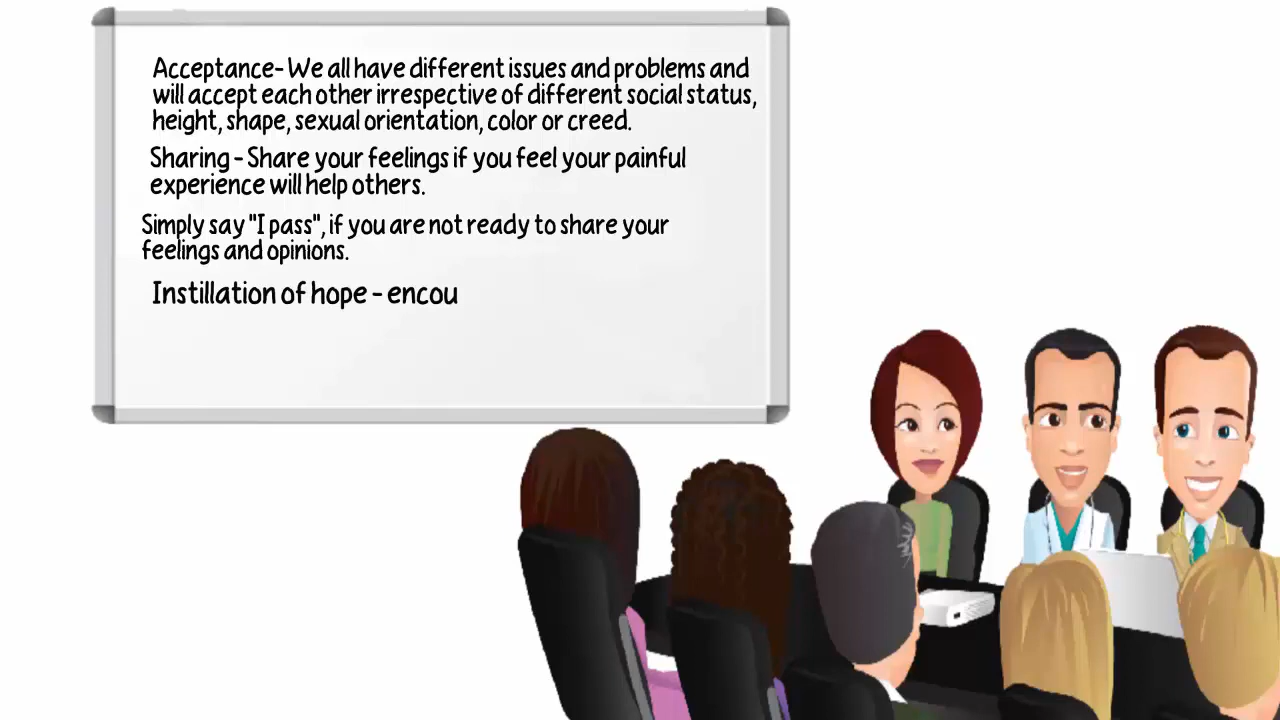 Acceptance- We all have different issues and problems and
will accept each other irrespective of different social status,
height, shape, sexual orientation, color or creed.
Sharing - Share your feelings if you feel your painful
experience will help others.
Simply say "I pass", if you are not ready to share your
feelings and opinions.
Instillation of hope - encou